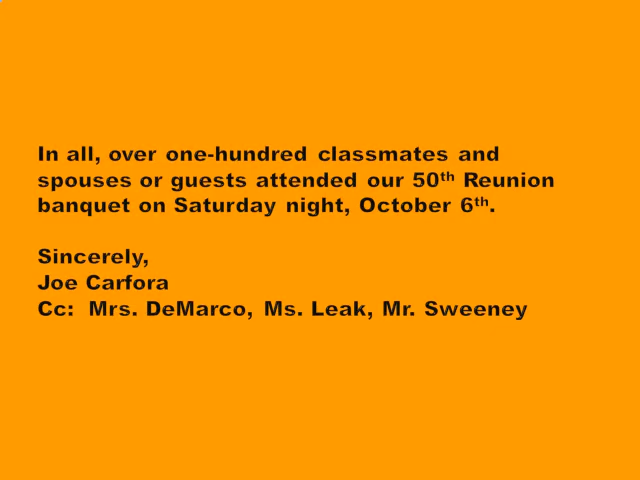 In all, over one-hundred classmates and
spouses or guests attended our 50th Reunion
banquet on Saturday night, October 6th.
Sincerely,
Joe Carfora
Cc:  Mrs. DeMarco, Ms. Leak, Mr. Sweeney